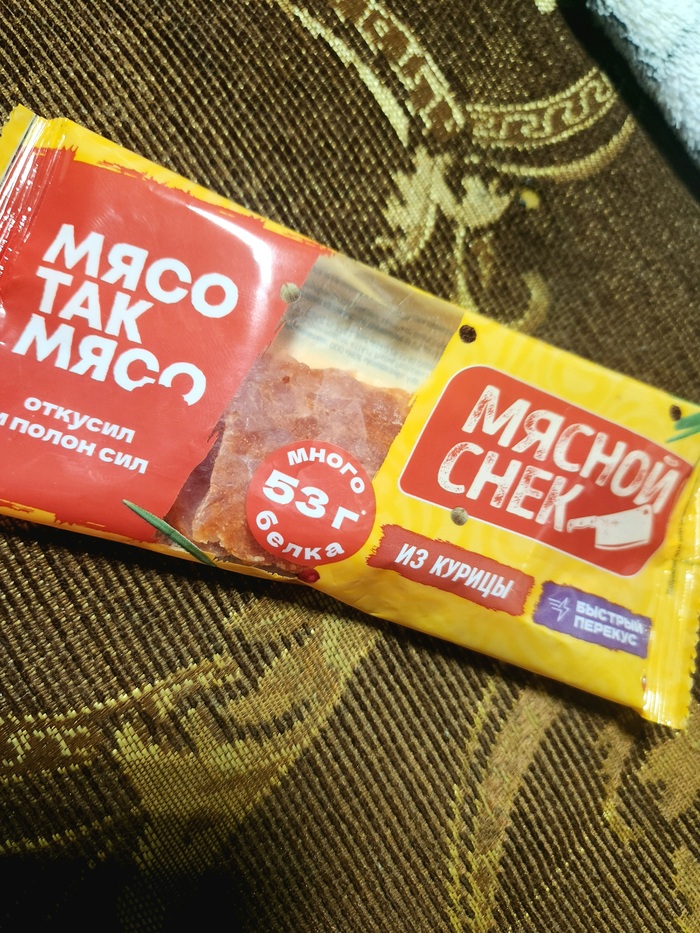 МЯСО
ТАК
МЯСО
ОТКУСИЛ
И ПОЛОН СИЛ
МНОГО
53 г
белка
МЯСНОЙ
СНЕК
ИЗ КУРИЦЫ
БЫСТРЫЙ
ПЕРЕКУС